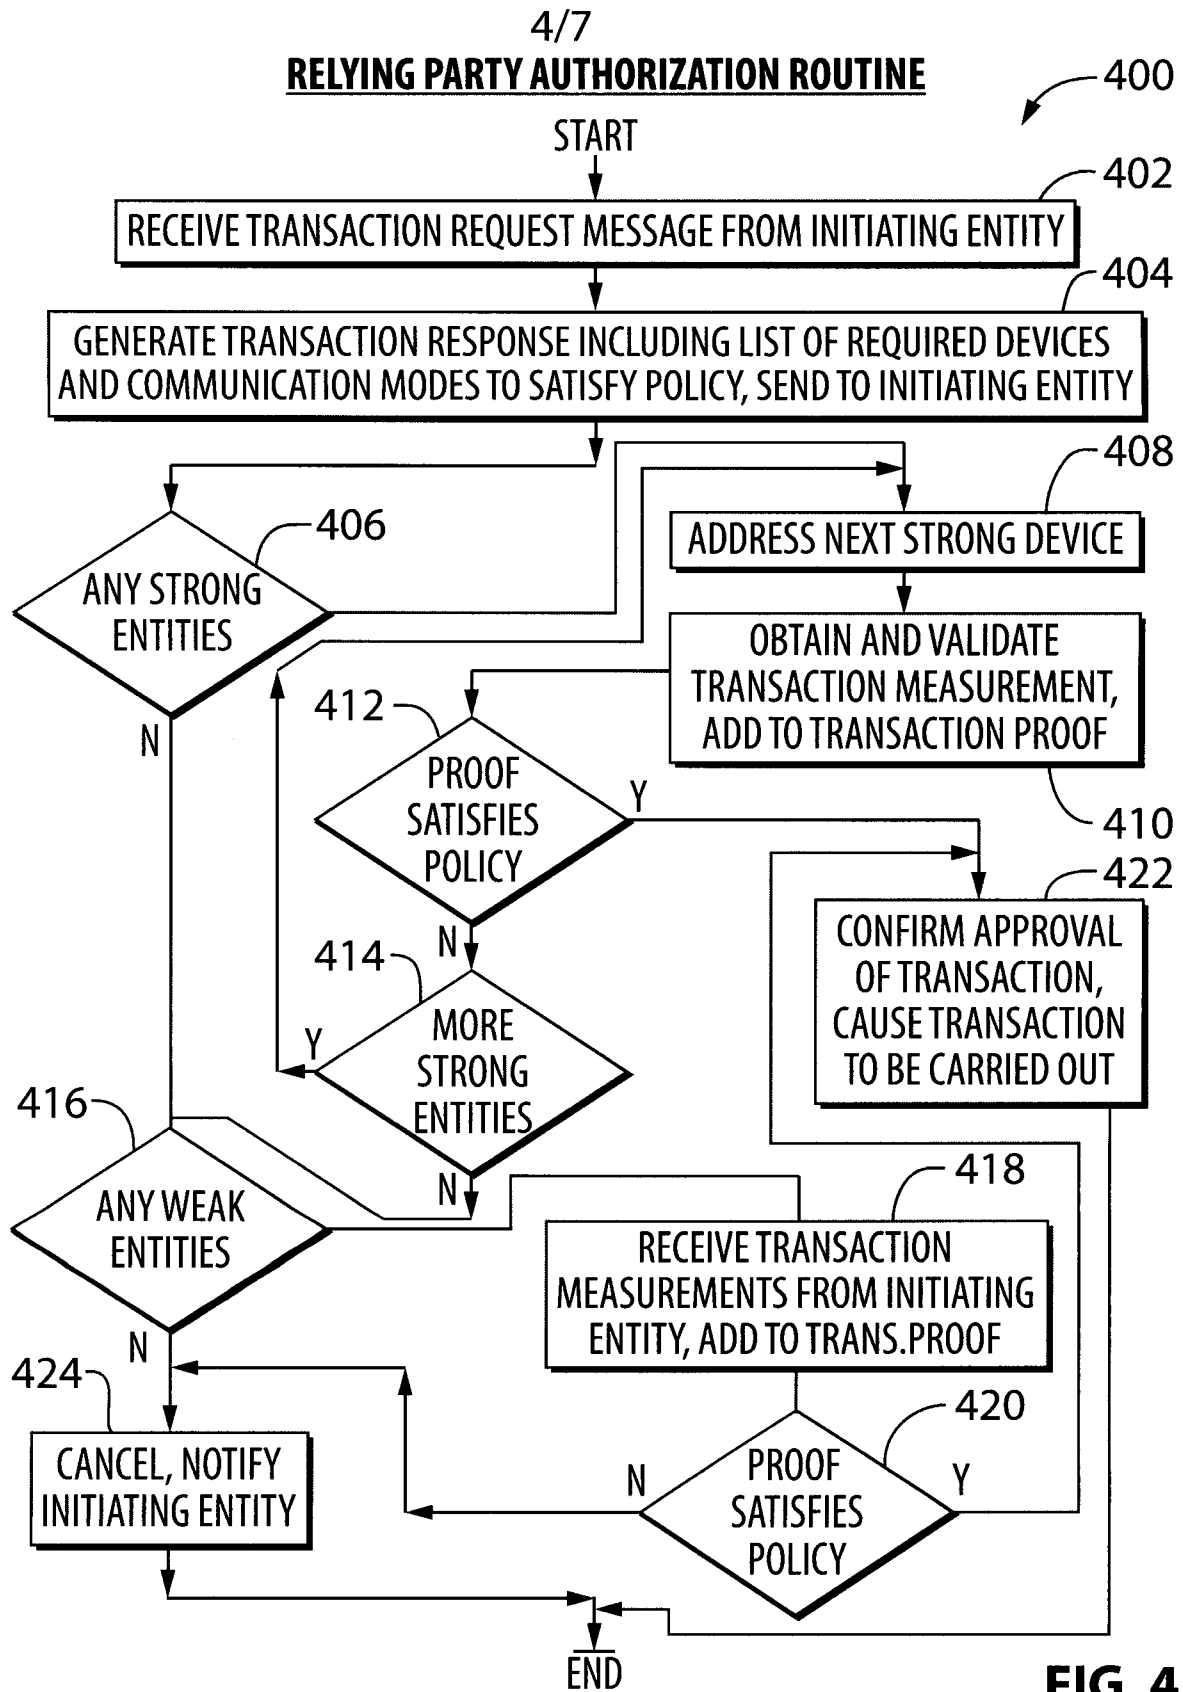 4/7
RELYING PARTY AUTHORIZATION ROUTINE
400
START
402
RECEIVE TRANSACTION REQUEST MESSAGE FROM INITIATING ENTITY
404
GENERATE TRANSACTION RESPONSE INCLUDING LIST OF REQUIRED DEVICES
AND COMMUNICATION MODES TO SATISFY POLICY, SEND TO INITIATING ENTITY
408
406
ADDRESS NEXT STRONG DEVICE
ANY STRONG
ENTITIES
OBTAIN AND VALIDATE
TRANSACTION MEASUREMENT,
ADD TO TRANSACTION PROOF
412
N
PROOF
SATISFIES
POLICY
Y
410
422
N
CONFIRM APPROVAL
OF TRANSACTION,
CAUSE TRANSACTION
TO BE CARRIED OUT
414
MORE
STRONG
ENTITIES
Y
416
N
418
ANY WEAK
ENTITIES
RECEIVE TRANSACTION
MEASUREMENTS FROM INITIATING
ENTITY, ADD TO TRANS.PROOF
N
424
420
CANCEL, NOTIFY
INITIATING ENTITY
N
PROOF
SATISFIES
POLICY
Y
END
FIG. 4